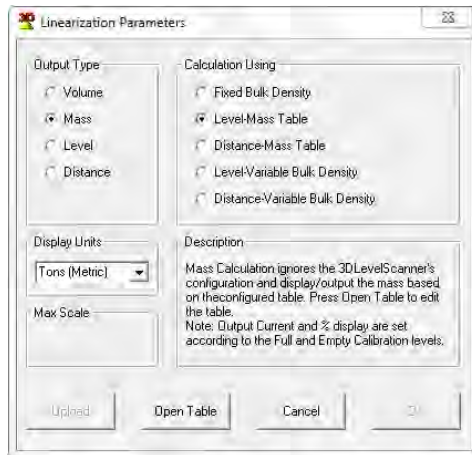 3D Linearization Parameters
Output Type
Volume
Mass
Level
Distance
Calculation Using
Fixed Bulk Density
Level-Mass Table
Distance-Mass Table
Level-Variable Bulk Density
Distance-Variable Bulk Density
Display Units
Tons (Metric)
Max Scale
Description
Mass Calculation ignores the 3DLevelScanner's
configuration and display/output the mass based
on theconfigured table. Press Open Table to edit
the table.
Note: Output Current and % display are set
according to the Full and Empty Calibration levels.
Upload
Open Table
Cancel